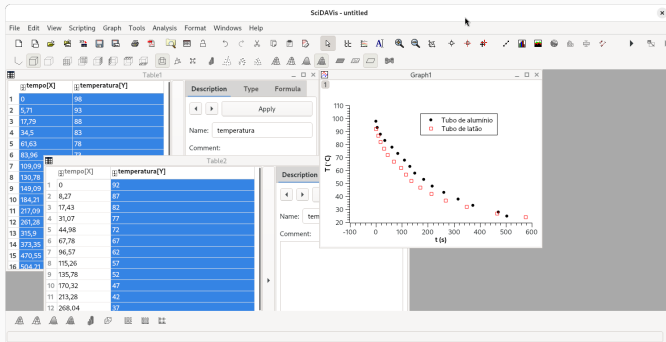 SciDAVis - untitled
File Edit View Scripting Graph Tools Analysis Format Windows Help
Table1
tempo[X] temperatura[Y]
1 0 98
2 5,71 93
3 17,79 88
4 34,5 83
5 61,63 78
6 83,96 73
7 109,09
8 130,78
9 149,09
10 184,21
11 217,09
12 261,28
13 315,9
14 373,35
15 470,55
16 504,71
Description Type Formula
Apply
Name: temperatura
Comment:
Table2
tempo[X] temperatura[Y]
1 0 92
2 8,27 87
3 17,43 82
4 31,07 77
5 44,98 72
6 67,78 67
7 96,57 62
8 115,26 57
9 135,78 52
10 170,32 47
11 213,28 42
12 268,04 37
Description
Name: tem
Comment:
Graph1
1
110
100
90
80
70
60
50
40
30
20
T (°C)
-100 0 100 200 300 400 500 600
t (s)
Tubo de alumínio
Tubo de latão